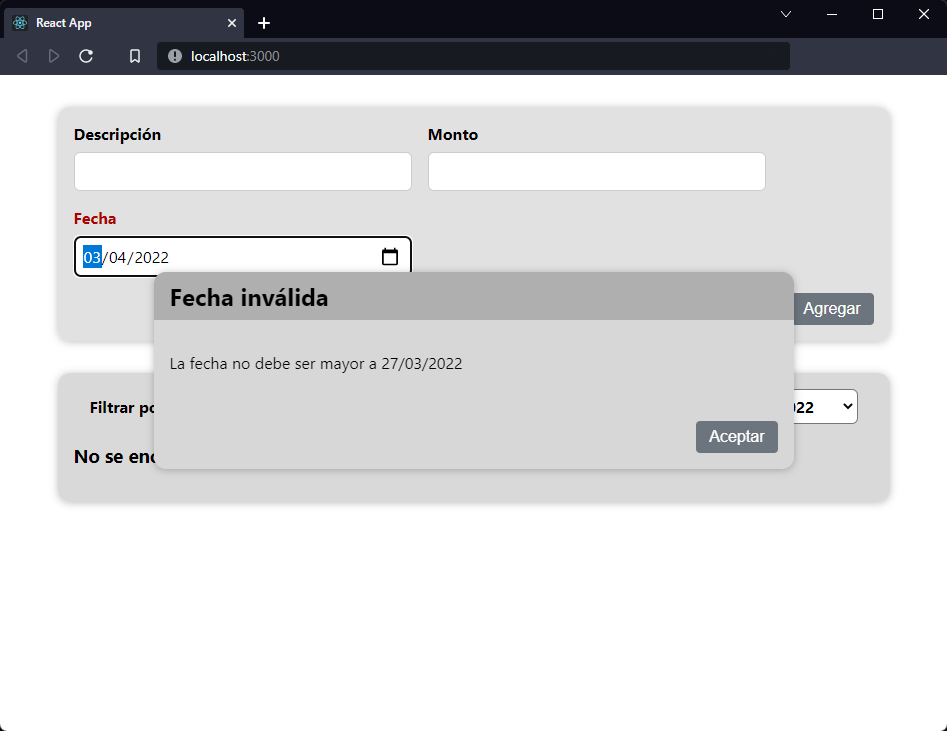 React App
localhost:3000
Descripción Monto
Fecha
03/04/2022
Fecha inválida
Agregar
La fecha no debe ser mayor a 27/03/2022
Filtrar po
022
Aceptar
No se enc